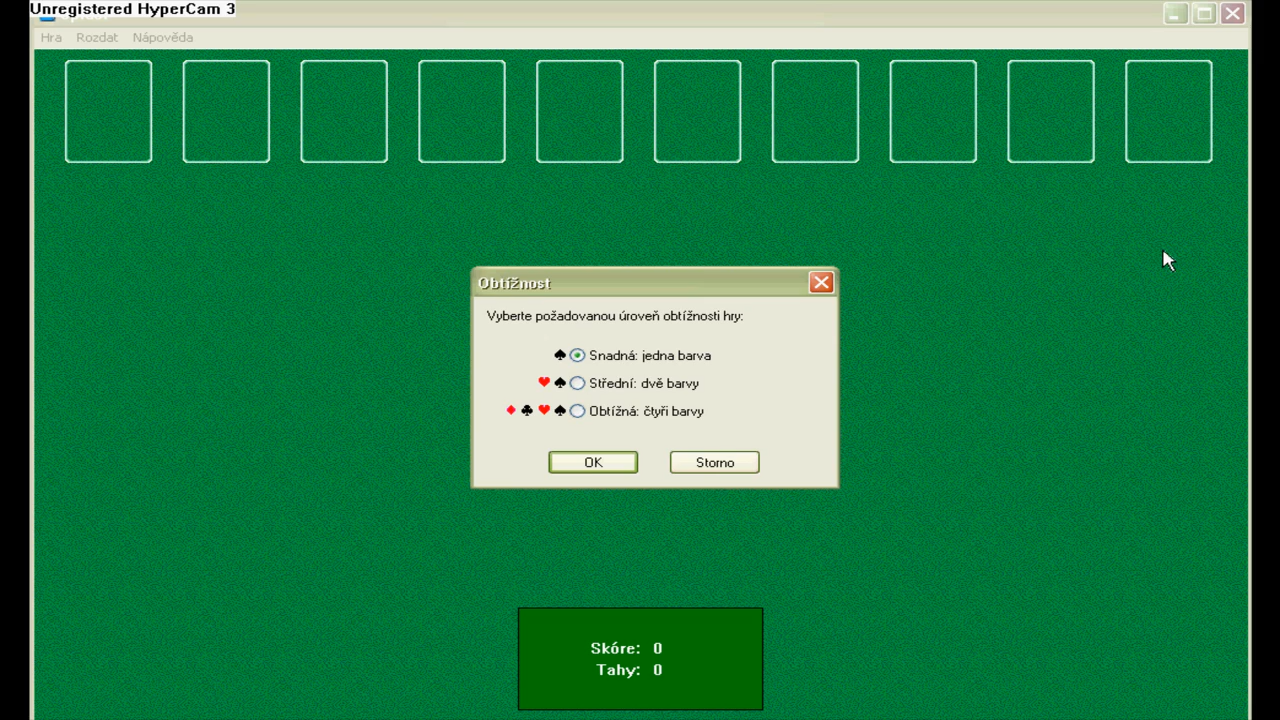 Unregistered HyperCam 3
Hra Rozdat Nápověda
Obtížnost
Vyberte požadovanou úroveň obtížnosti hry:
Snadná: jedna barva
Střední: dvě barvy
Obtížná: čtyři barvy
OK Storno
Skóre: 0
Tahy: 0